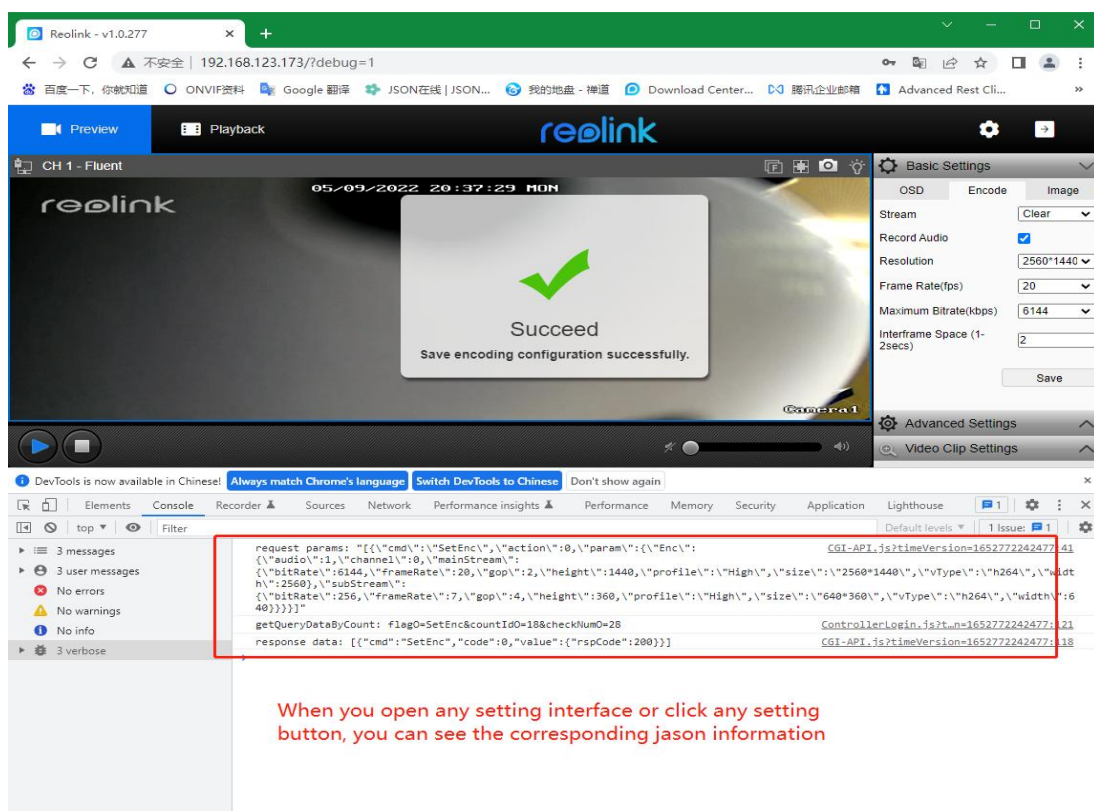 Reolink - v1.0.277
不安全 | 192.168.123.173/?debug=1
百度一下，你就知道 ONVIF资料 Google 翻译 JSON在线 | JSON... 我的地盘 - 禅道 Download Center... 腾讯企业邮箱 Advanced Rest Cli... »
Preview Playback reolink
CH 1 - Fluent
05/09/2022 20:37:29 MON
reolink
Succeed
Save encoding configuration successfully.
Camera1
Basic Settings
OSD Encode Image
Stream Clear
Record Audio
Resolution 2560*1440
Frame Rate(fps) 20
Maximum Bitrate(kbps) 6144
Interframe Space (1-
2secs) 2
Save
Advanced Settings
Video Clip Settings
DevTools is now available in Chinese! Always match Chrome's language Switch DevTools to Chinese Don't show again
Elements Console Recorder Sources Network Performance insights Performance Memory Security Application Lighthouse 1
top Filter Default levels 1 Issue: 1
3 messages
3 user messages
No errors
No warnings
No info
3 verbose
request params: "[{\"cmd\":\"SetEnc\",\"action\":0,\"param\":{\"Enc\": CGI-API.js?timeVersion=1652772242477:41
{\"audio\":1,\"channel\":0,\"mainStream\":
{\"bitRate\":6144,\"frameRate\":20,\"gop\":2,\"height\":1440,\"profile\":\"High\",\"size\":\"2560*1440\",\"vType\":\"h264\",\"widt
h\":2560},\"subStream\":
{\"bitRate\":256,\"frameRate\":7,\"gop\":4,\"height\":360,\"profile\":\"High\",\"size\":\"640*360\",\"vType\":\"h264\",\"width\":6
40}}}}]"
getQueryDataByCount: flagO=SetEnc&countIdO=18&checkNumO=28 ControllerLogin.js?t…n=1652772242477:121
response data: [{"cmd":"SetEnc","code":0,"value":{"rspCode":200}}] CGI-API.js?timeVersion=1652772242477:118
When you open any setting interface or click any setting
button, you can see the corresponding jason information